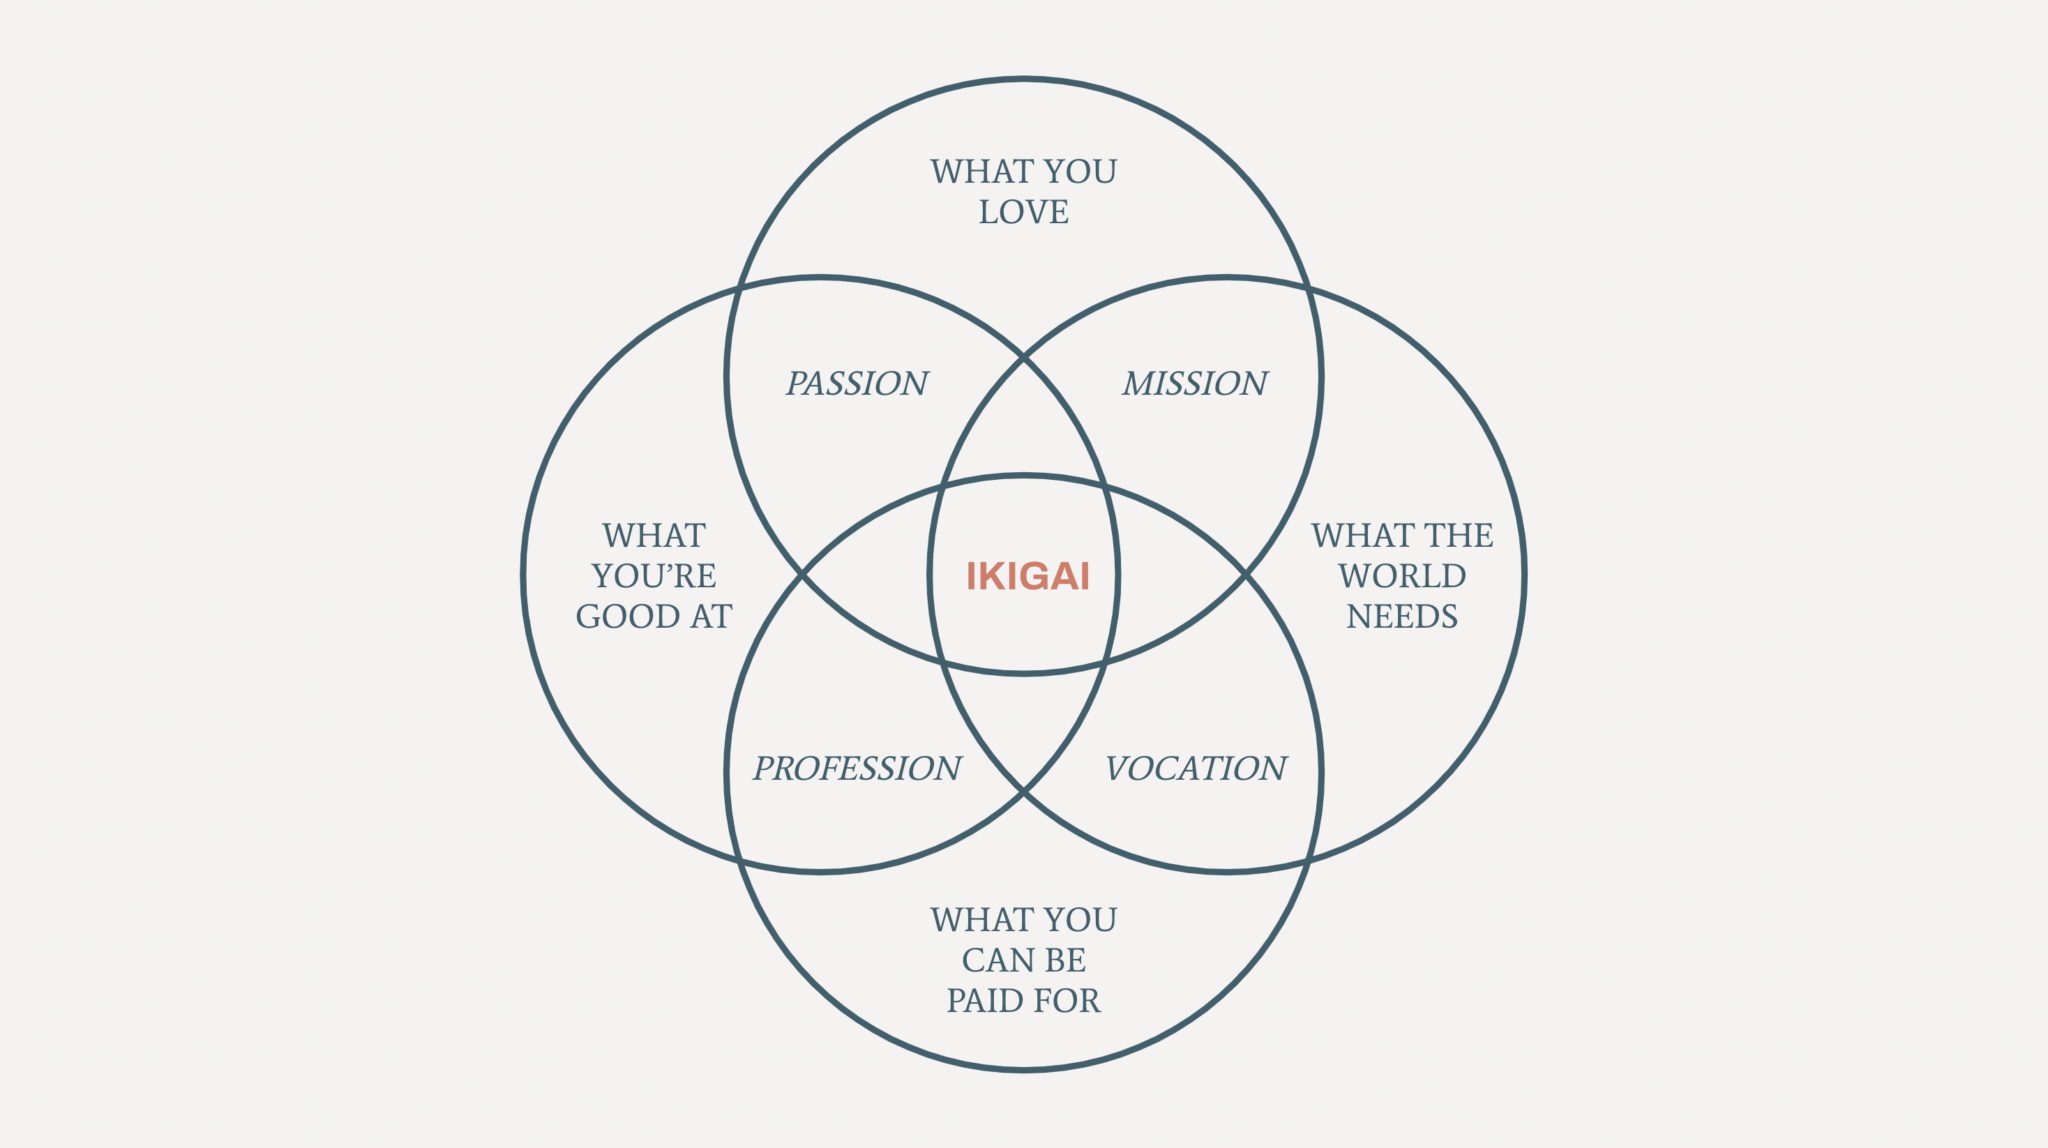 WHAT YOU
LOVE
PASSION
MISSION
WHAT
YOU’RE
GOOD AT
IKIGAI
WHAT THE
WORLD
NEEDS
PROFESSION
VOCATION
WHAT YOU
CAN BE
PAID FOR